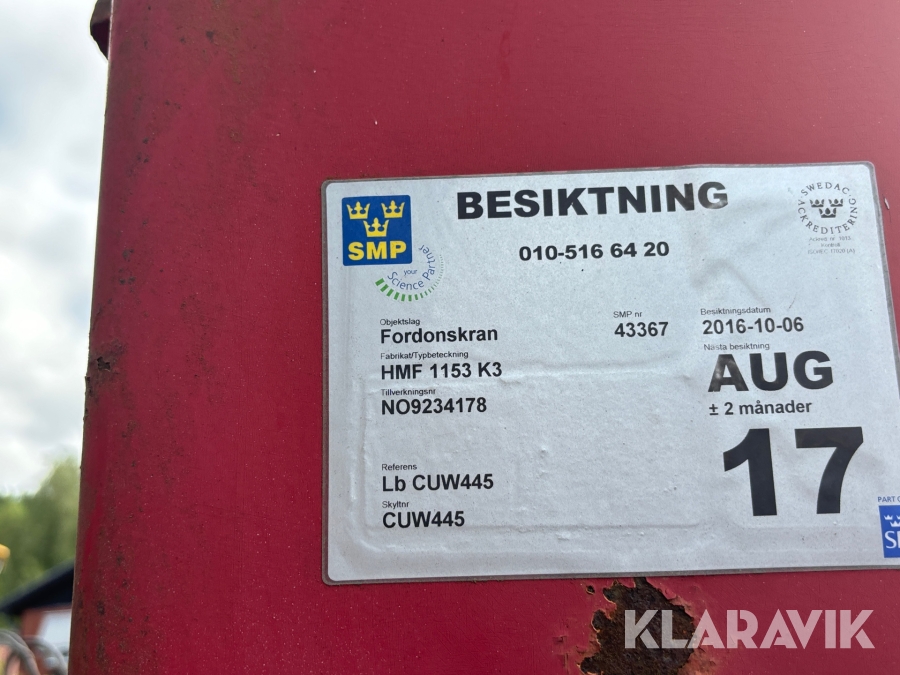 BESIKTNING
SMP
your
Science Partner
010-516 64 20
SWEDAC
ACKREDITERING
Objektslag
Fordonskran
SMP nr
43367
Besiktningsdatum
2016-10-06
Fabrikat/Typbeteckning
HMF 1153 K3
Nästa besiktning
AUG
± 2 månader
17
Tillverkningsnr
NO9234178
Referens
Lb CUW445
Skyltnr
CUW445
PART
KLARAVIK